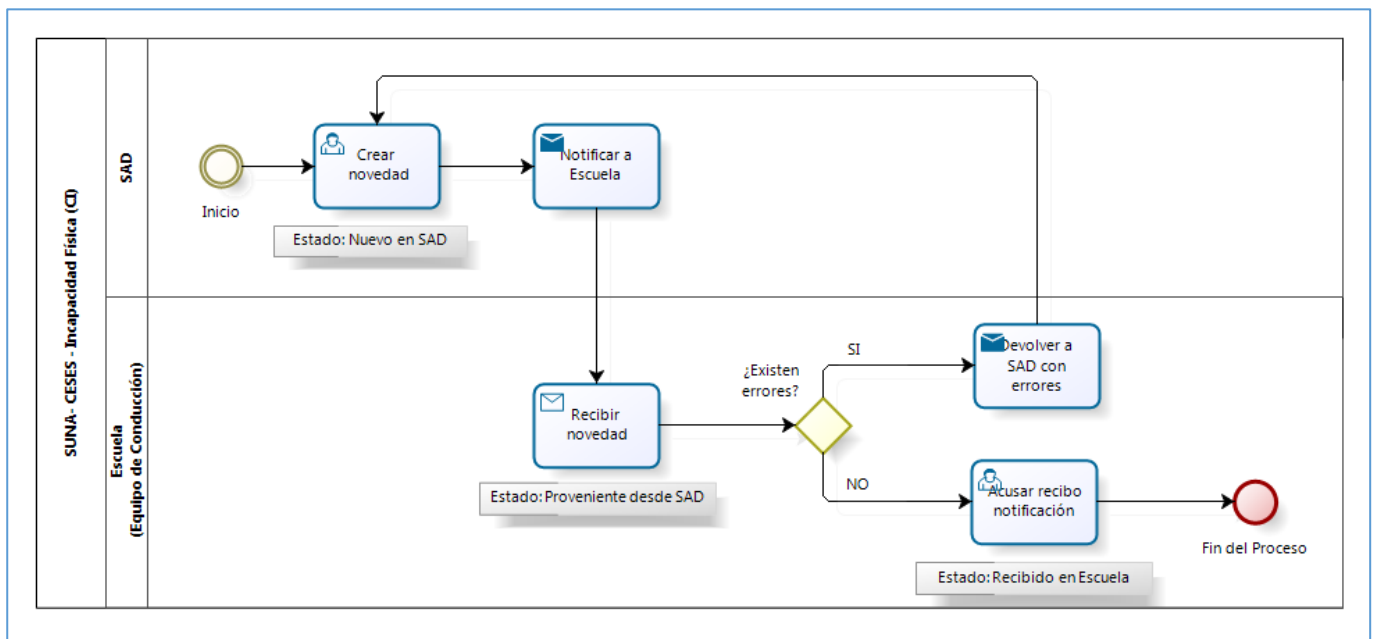 SUNA- CESES - Incapacidad Física (CI)
SAD
Inicio
Crear
novedad
Estado: Nuevo en SAD
Notificar a
Escuela
Escuela
(Equipo de Conducción)
Recibir
novedad
Estado: Proveniente desde SAD
¿Existen
errores?
SI
Devolver a
SAD con
errores
NO
Acusar recibo
notificación
Estado: Recibido en Escuela
Fin del Proceso